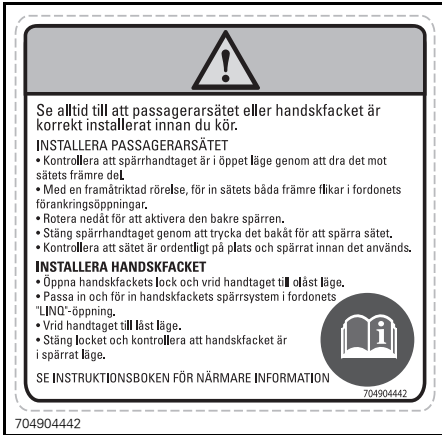 Se alltid till att passagerarsätet eller handskfacket är
korrekt installerat innan du kör.
INSTALLERA PASSAGERARSÄTET
• Kontrollera att spärrhandtaget är i öppet läge genom att dra det mot
sätets främre del.
• Med en framåtriktad rörelse, för in sätets båda främre flikar i fordonets
förankringsöppningar.
• Rotera nedåt för att aktivera den bakre spärren.
• Stäng spärrhandtaget genom att trycka det bakåt för att spärra sätet.
• Kontrollera att sätet är ordentligt på plats och spärrat innan det används.
INSTALLERA HANDSKFACKET
• Öppna handskfackets lock och vrid handtaget till olåst läge.
• Passa in och för in handskfackets spärrsystem i fordonets
"LINQ"-öppning.
• Vrid handtaget till låst läge.
• Stäng locket och kontrollera att handskfacket är
i spärrat läge.
SE INSTRUKTIONSBOKEN FÖR NÄRMARE INFORMATION
704904442
704904442